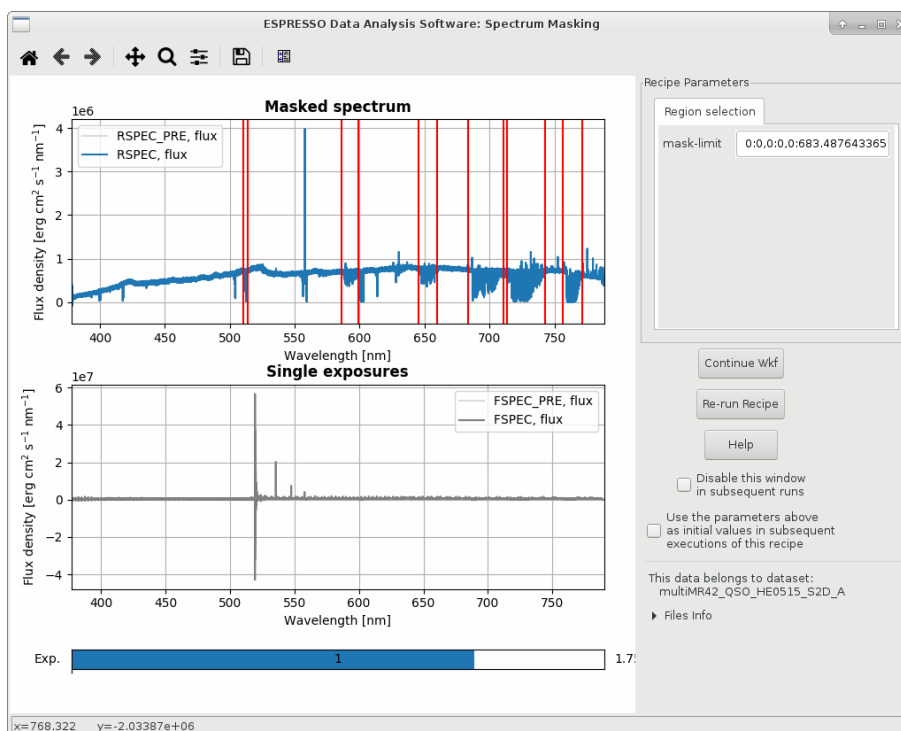 ESPRESSO Data Analysis Software: Spectrum Masking
Masked spectrum
1e6
RSPEC_PRE, flux
RSPEC, flux
4
3
2
1
0
Flux density [erg cm² s⁻¹ nm⁻¹]
400 450 500 550 600 650 700 750
Wavelength [nm]
Single exposures
1e7
FSPEC_PRE, flux
FSPEC, flux
6
4
2
0
−2
−4
Flux density [erg cm² s⁻¹ nm⁻¹]
400 450 500 550 600 650 700 750
Wavelength [nm]
Exp. 1
Recipe Parameters
Region selection
mask-limit 0:0,0:0,0:683.487643365
Continue Wkf
Re-run Recipe
Help
Disable this window
in subsequent runs
Use the parameters above
as initial values in subsequent
executions of this recipe
This data belongs to dataset:
multiMR42_QSO_HE0515_S2D_A
Files Info
x=768.322 y=-2.03387e+06